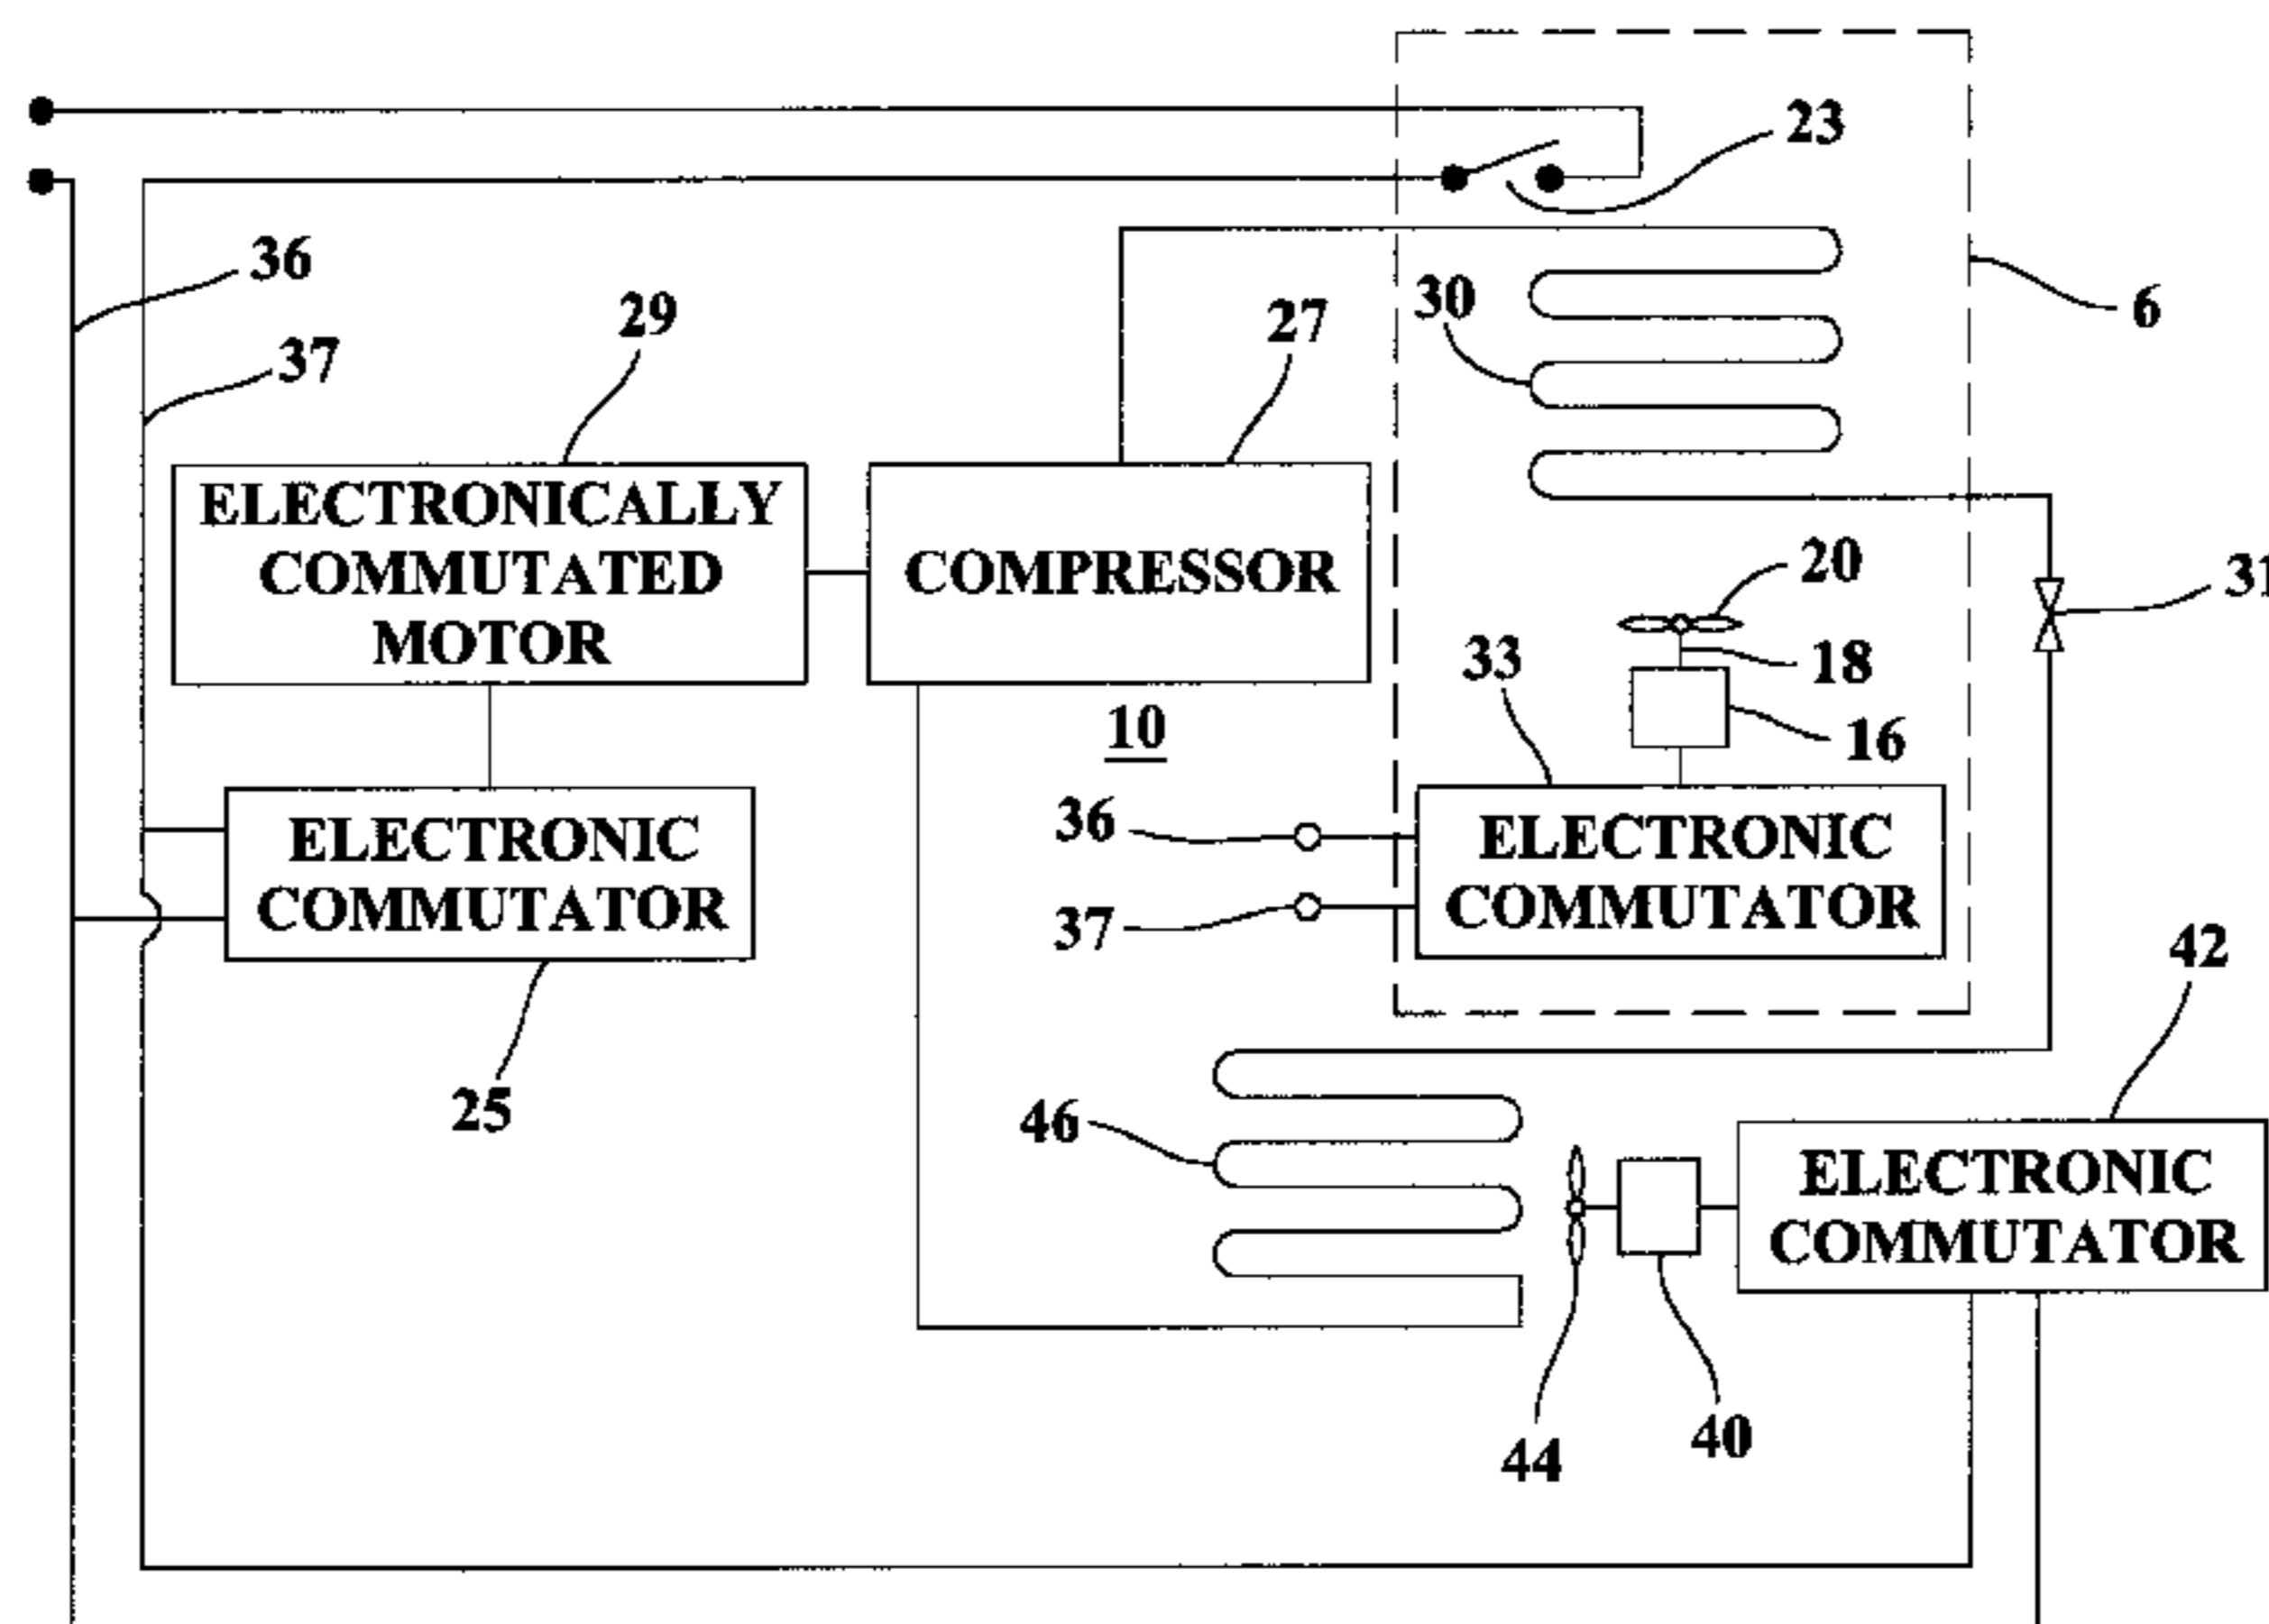 23
36
6
29
30
27
37
ELECTRONICALLY
COMMUTATED
MOTOR
COMPRESSOR
20
31
33
18
10
16
36
ELECTRONIC
COMMUTATOR
ELECTRONIC
COMMUTATOR
37
42
25
46
ELECTRONIC
COMMUTATOR
44
40